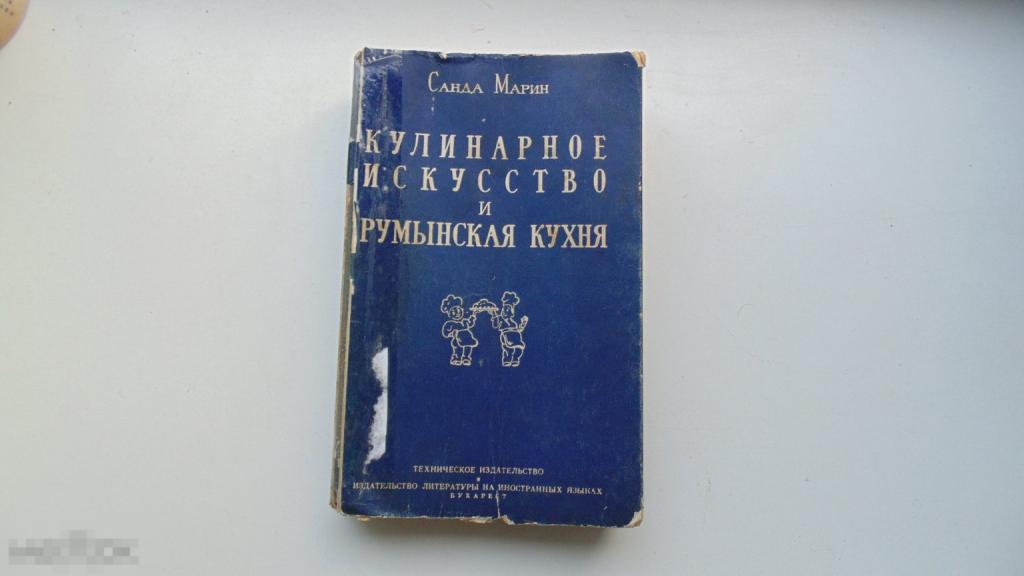 Санда Марин
КУЛИНАРНОЕ
ИСКУССТВО
и
РУМЫНСКАЯ КУХНЯ
ТЕХНИЧЕСКОЕ ИЗДАТЕЛЬСТВО
и
ИЗДАТЕЛЬСТВО ЛИТЕРАТУРЫ НА ИНОСТРАННЫХ ЯЗЫКАХ
БУХАРЕСТ